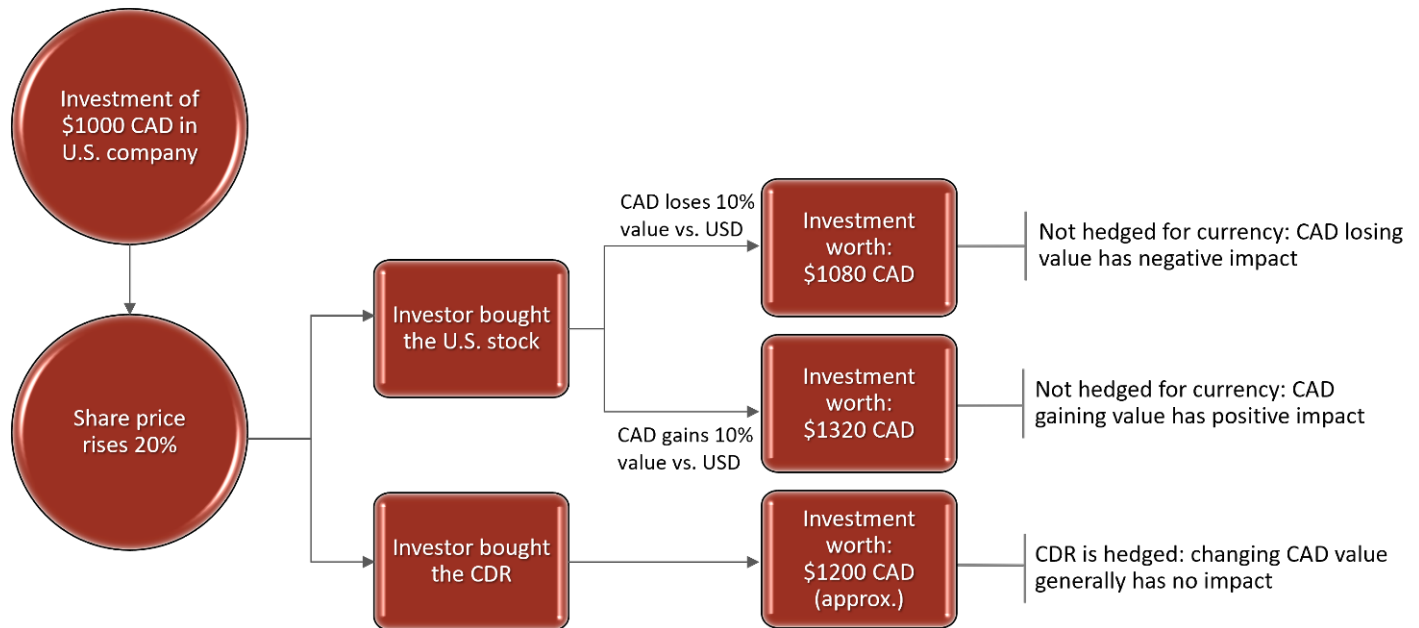 Investment of
$1000 CAD in
U.S. company
Share price
rises 20%
Investor bought
the U.S. stock
CAD loses 10%
value vs. USD
Investment
worth:
$1080 CAD
Not hedged for currency: CAD losing
value has negative impact
CAD gains 10%
value vs. USD
Investment
worth:
$1320 CAD
Not hedged for currency: CAD
gaining value has positive impact
Investor bought
the CDR
Investment
worth:
$1200 CAD
(approx.)
CDR is hedged: changing CAD value
generally has no impact